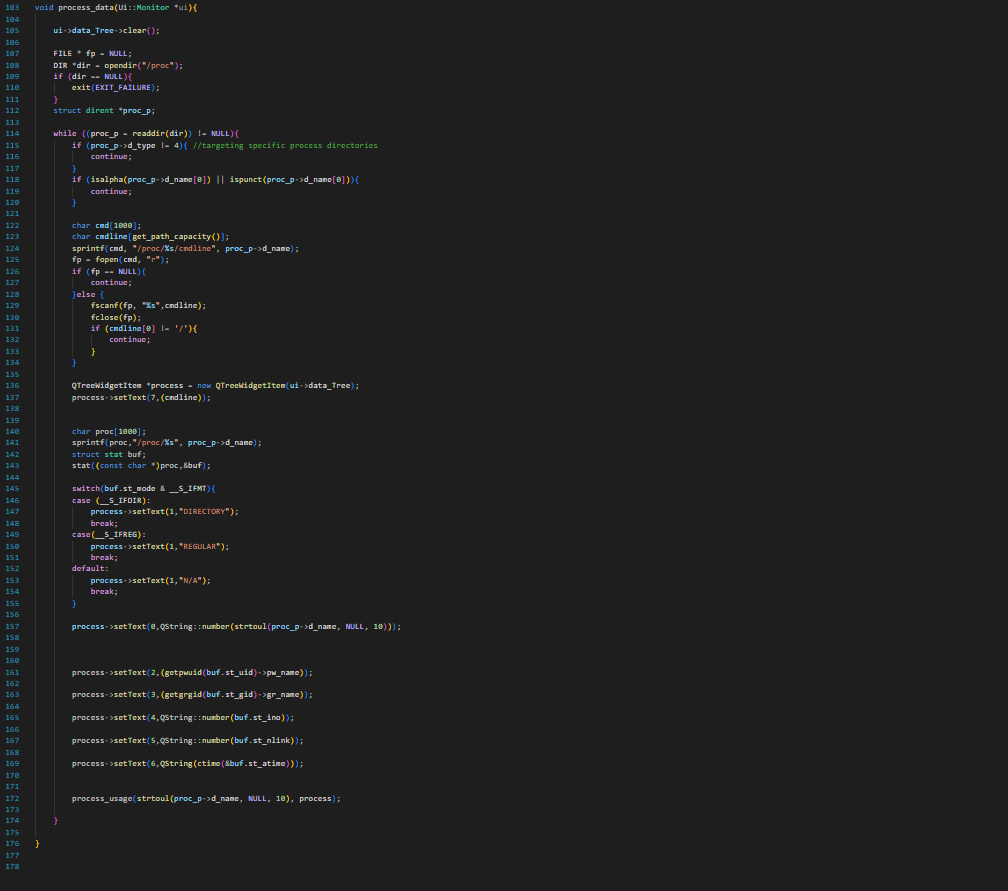 103 void process_data(Ui::Monitor *ui){
104
105 ui->data_Tree->clear();
106
107 FILE * fp = NULL;
108 DIR *dir = opendir("/proc");
109 if (dir == NULL){
110 exit(EXIT_FAILURE);
111 }
112 struct dirent *proc_p;
113
114 while ((proc_p = readdir(dir)) != NULL){
115 if (proc_p->d_type != 4){ //targeting specific process directories
116 continue;
117 }
118 if (isalpha(proc_p->d_name[0]) || ispunct(proc_p->d_name[0])){
119 continue;
120 }
121
122 char cmd[1000];
123 char cmdline[get_path_capacity()];
124 sprintf(cmd, "/proc/%s/cmdline", proc_p->d_name);
125 fp = fopen(cmd, "r");
126 if (fp == NULL){
127 continue;
128 }else {
129 fscanf(fp, "%s",cmdline);
130 fclose(fp);
131 if (cmdline[0] != '/'){
132 continue;
133 }
134 }
135
136 QTreeWidgetItem *process = new QTreeWidgetItem(ui->data_Tree);
137 process->setText(7,(cmdline));
138
139
140 char proc[1000];
141 sprintf(proc,"/proc/%s", proc_p->d_name);
142 struct stat buf;
143 stat((const char *)proc,&buf);
144
145 switch(buf.st_mode & __S_IFMT){
146 case (__S_IFDIR):
147 process->setText(1,"DIRECTORY");
148 break;
149 case(__S_IFREG):
150 process->setText(1,"REGULAR");
151 break;
152 default:
153 process->setText(1,"N/A");
154 break;
155 }
156
157 process->setText(0,QString::number(strtoul(proc_p->d_name, NULL, 10)));
158
159
160
161 process->setText(2,(getpwuid(buf.st_uid)->pw_name));
162
163 process->setText(3,(getgrgid(buf.st_gid)->gr_name));
164
165 process->setText(4,QString::number(buf.st_ino));
166
167 process->setText(5,QString::number(buf.st_nlink));
168
169 process->setText(6,QString(ctime(&buf.st_atime)));
170
171
172 process_usage(strtoul(proc_p->d_name, NULL, 10), process);
173
174 }
175
176 }
177
178